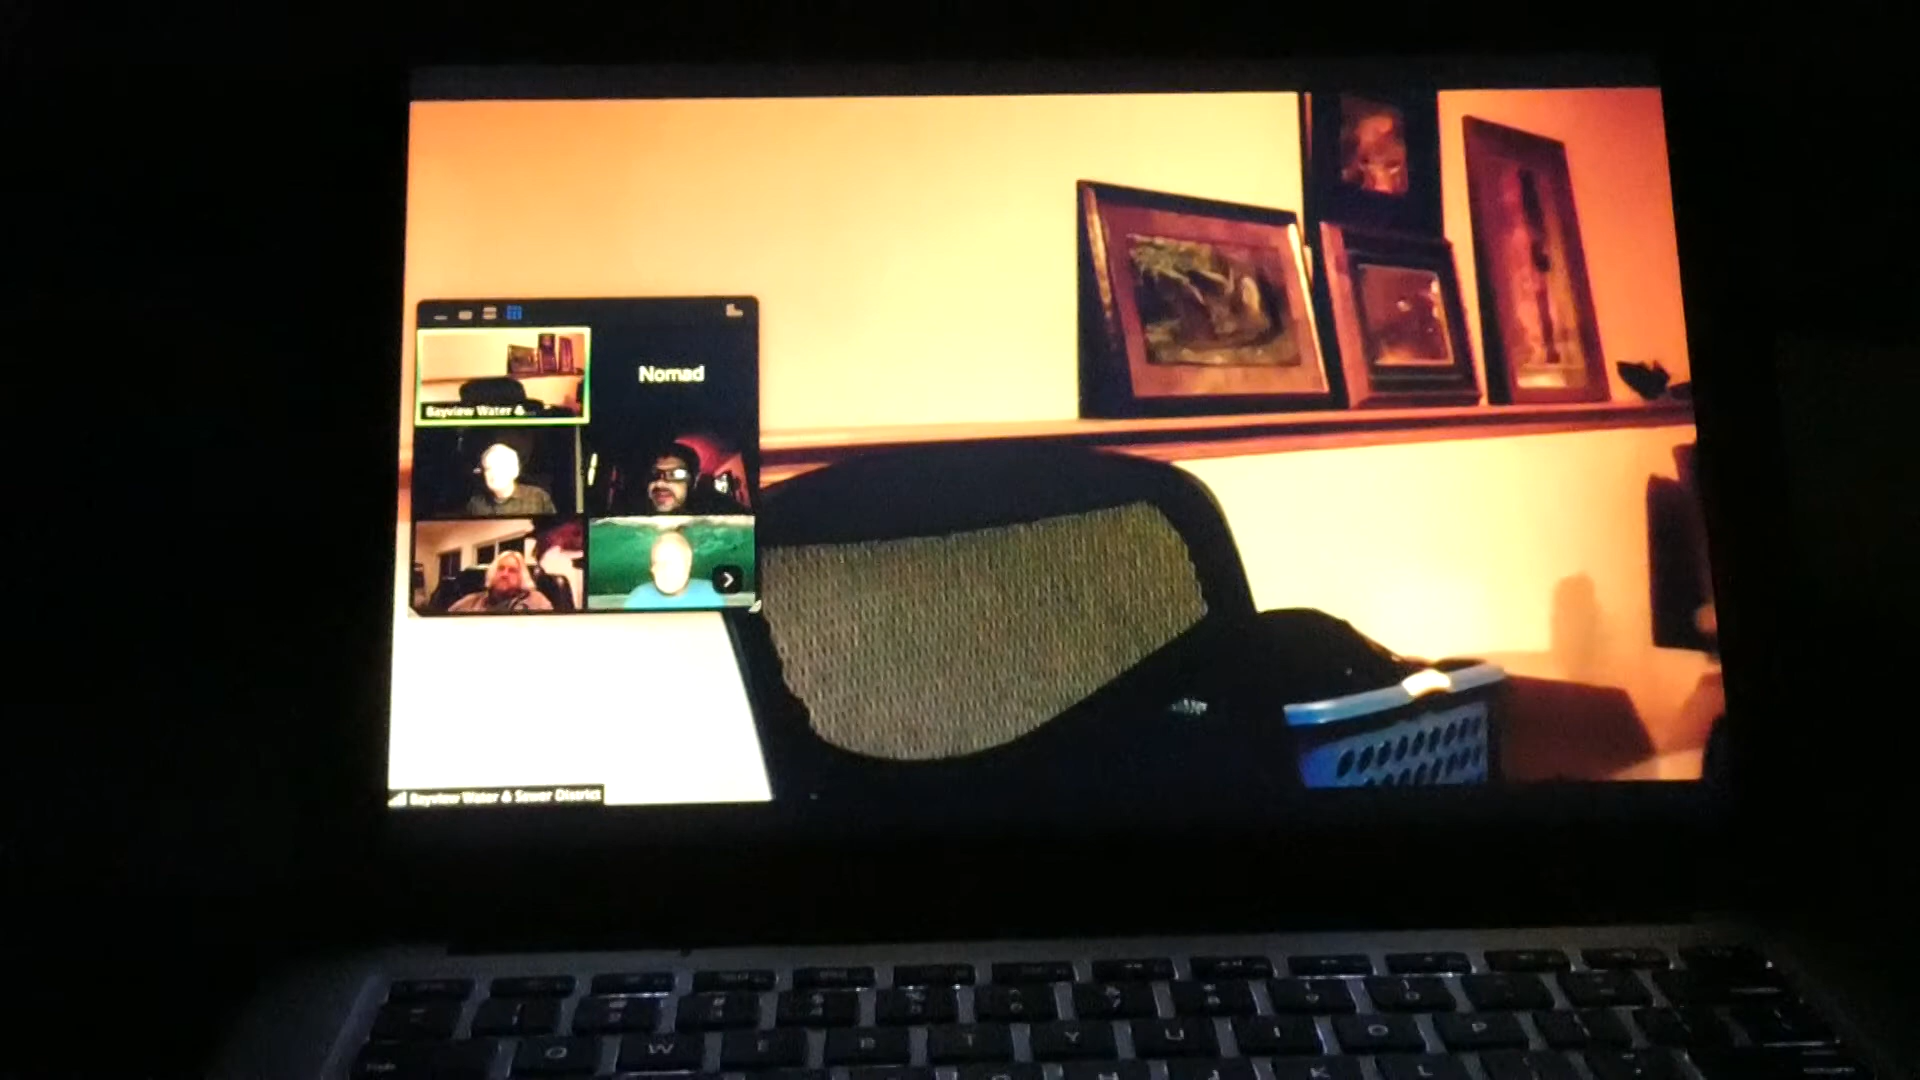 Nomad
Bayview Water &...
Bayview Water & Sewer District
Q W E R T Y U I O P